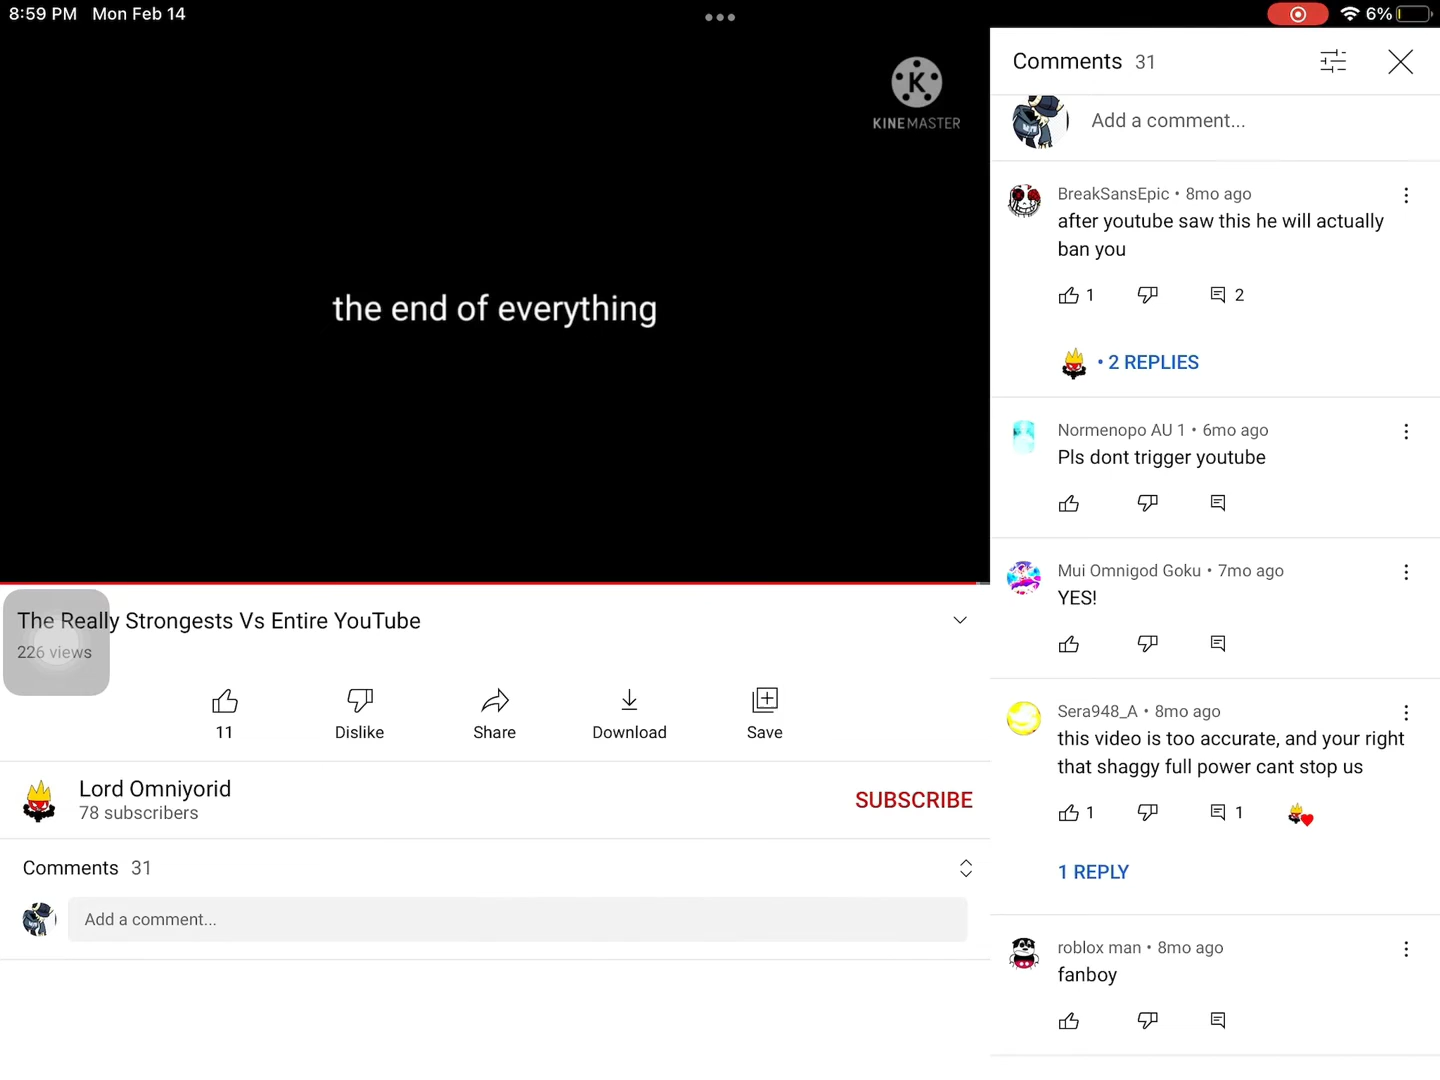 8:59 PM Mon Feb 14
6%
K
KINEMASTER
the end of everything
The Really Strongests Vs Entire YouTube
226 views
11
Dislike
Share
Download
Save
Lord Omniyorid
78 subscribers
SUBSCRIBE
Comments 31
Add a comment...
Comments 31
Add a comment...
BreakSansEpic • 8mo ago
after youtube saw this he will actually
ban you
1
2
• 2 REPLIES
Normenopo AU 1 • 6mo ago
Pls dont trigger youtube
Mui Omnigod Goku • 7mo ago
YES!
Sera948_A • 8mo ago
this video is too accurate, and your right
that shaggy full power cant stop us
1
1
1 REPLY
roblox man • 8mo ago
fanboy